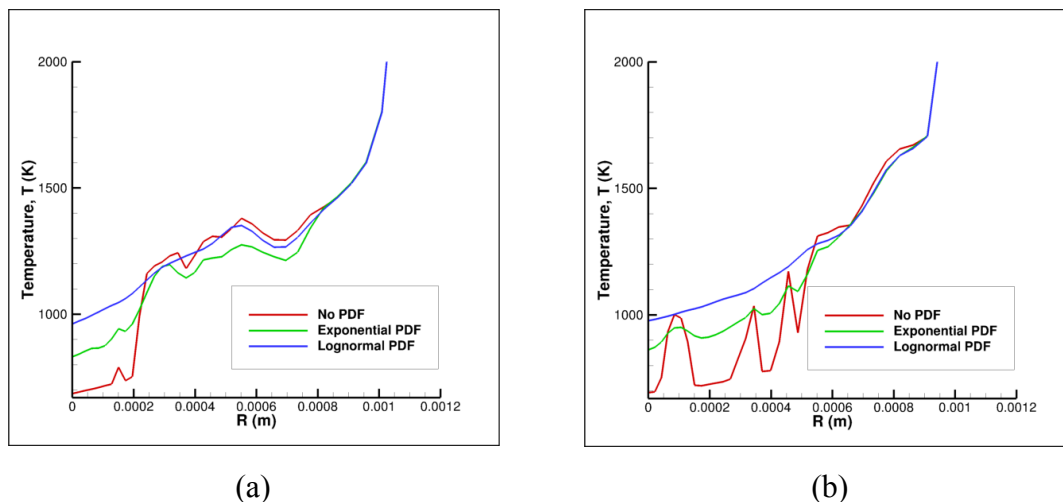 Temperature, T (K)
2000
1500
1000
0
0.0002
0.0004
0.0006
0.0008
0.001
0.0012
R (m)
No PDF
Exponential PDF
Lognormal PDF
(a)
Temperature, T (K)
2000
1500
1000
0
0.0002
0.0004
0.0006
0.0008
0.001
0.0012
R (m)
No PDF
Exponential PDF
Lognormal PDF
(b)